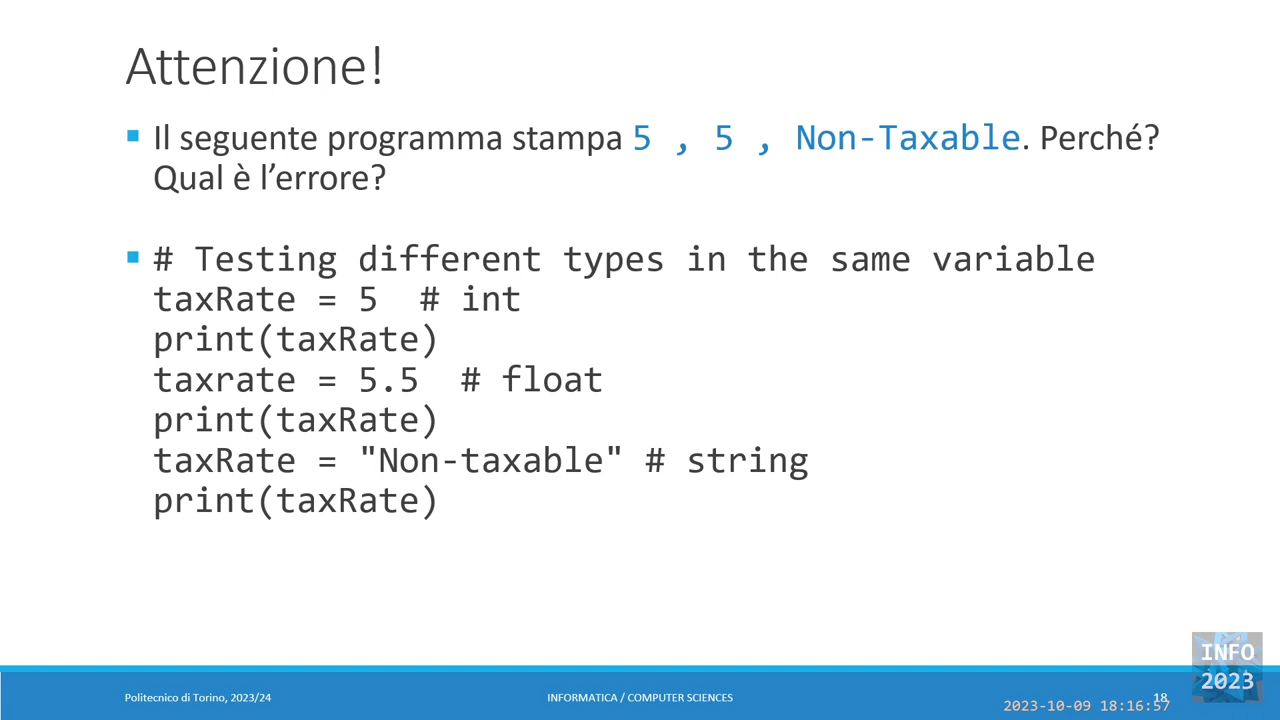 Attenzione!
Il seguente programma stampa 5 , 5 , Non-Taxable. Perché?
Qual è l’errore?
# Testing different types in the same variable
taxRate = 5  # int
print(taxRate)
taxrate = 5.5  # float
print(taxRate)
taxRate = "Non-taxable" # string
print(taxRate)
INFO
2023
Politecnico di Torino, 2023/24
INFORMATICA / COMPUTER SCIENCES
18
2023-10-09 18:16:57